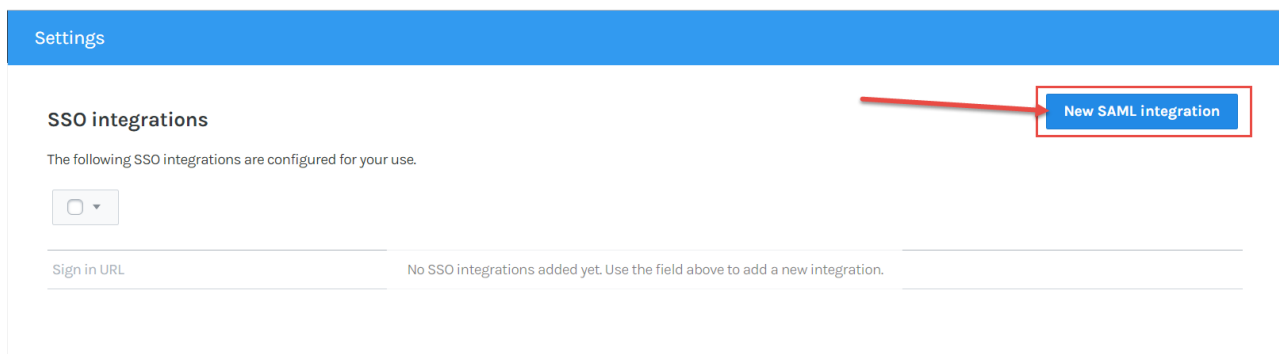 Settings
SSO integrations
New SAML integration
The following SSO integrations are configured for your use.
Sign in URL
No SSO integrations added yet. Use the field above to add a new integration.